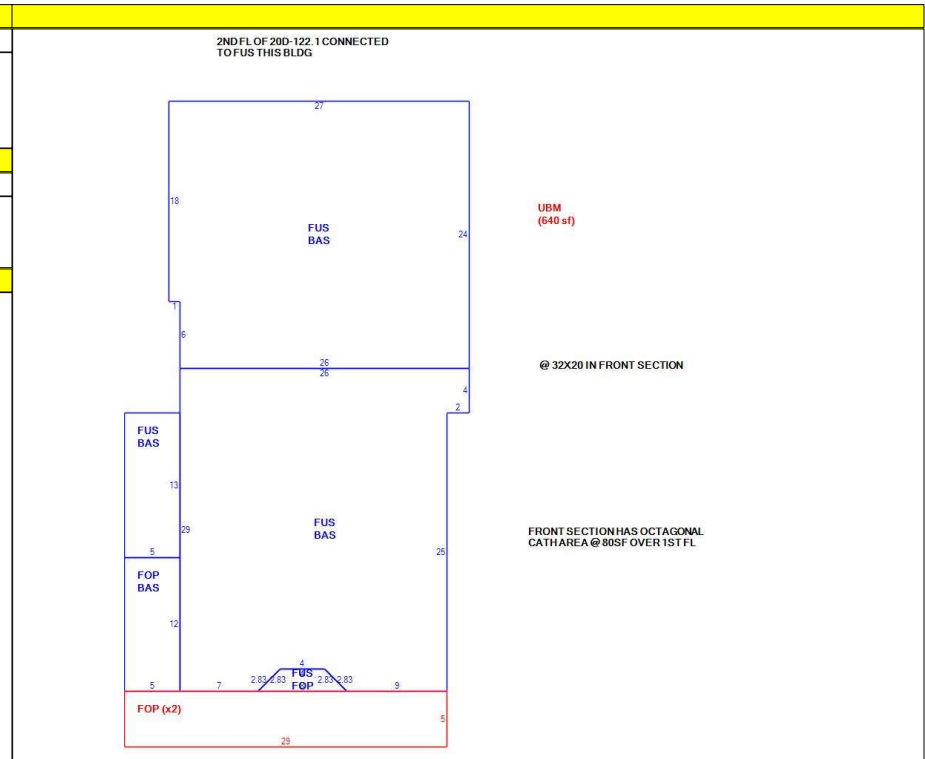 2ND FL OF 20D-122.1 CONNECTED
TO FUS THIS BLDG
27
18
FUS
BAS
24
UBM
(640 sf)
1
6
26
26
@ 32X20 IN FRONT SECTION
4
2
FUS
BAS
13
29
FUS
BAS
25
FRONT SECTION HAS OCTAGONAL
CATH AREA @ 80SF OVER 1ST FL
5
FOP
BAS
12
4
FUS
2.83 2.83 2.83 2.83
FOP
5 7 9
FOP (x2)
5
29